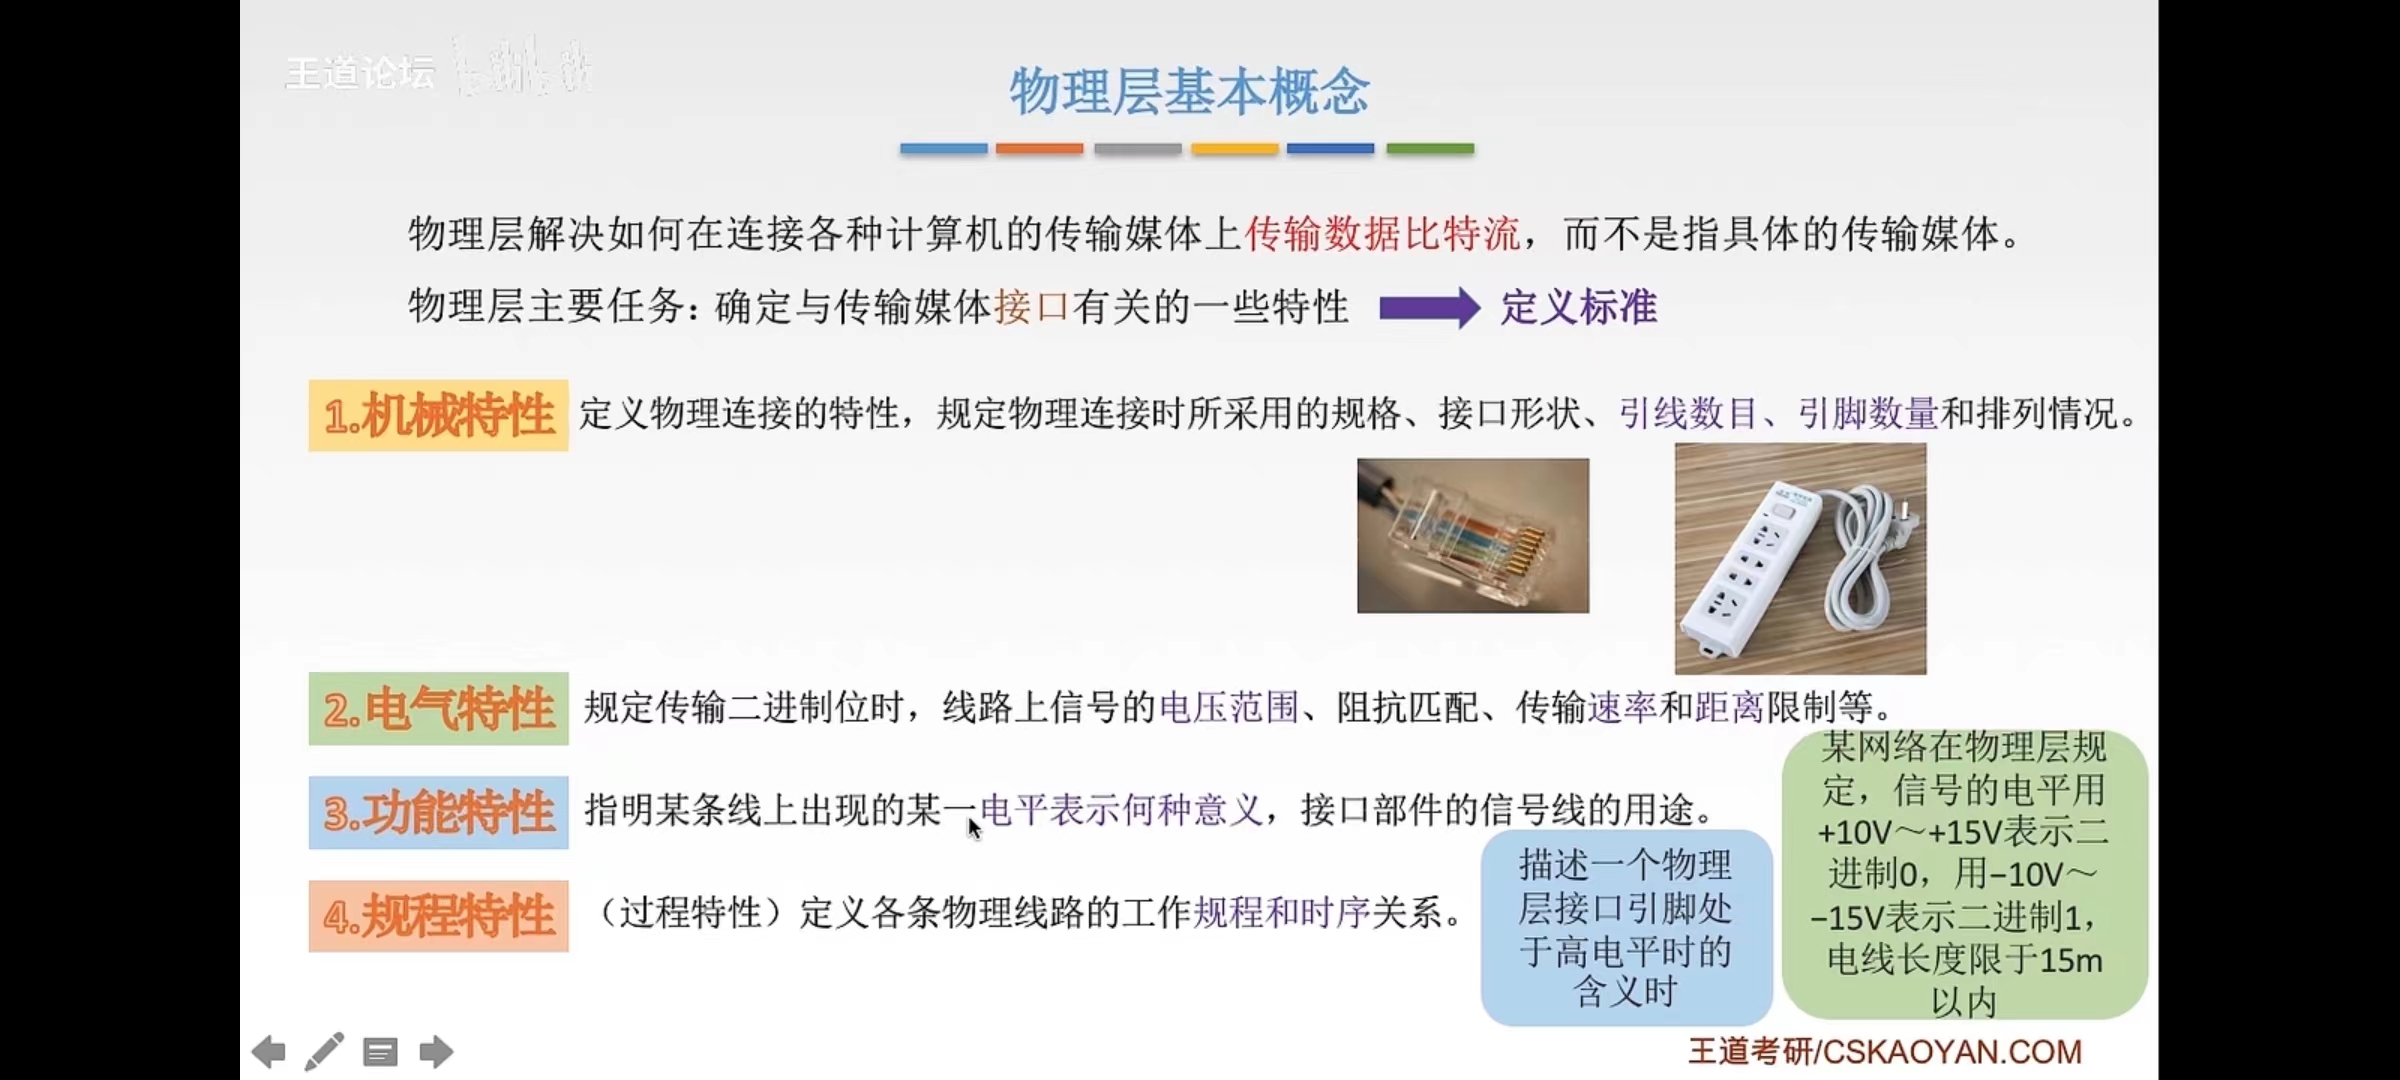 王道论坛
物理层基本概念
物理层解决如何在连接各种计算机的传输媒体上传输数据比特流，而不是指具体的传输媒体。
物理层主要任务：确定与传输媒体接口有关的一些特性 定义标准
1.机械特性 定义物理连接的特性，规定物理连接时所采用的规格、接口形状、引线数目、引脚数量和排列情况。
2.电气特性 规定传输二进制位时，线路上信号的电压范围、阻抗匹配、传输速率和距离限制等。
3.功能特性 指明某条线上出现的某一电平表示何种意义，接口部件的信号线的用途。
4.规程特性 （过程特性）定义各条物理线路的工作规程和时序关系。
描述一个物理
层接口引脚处
于高电平时的
含义时
某网络在物理层规
定，信号的电平用
+10V～+15V表示二
进制0，用-10V～
-15V表示二进制1，
电线长度限于15m
以内
王道考研/CSKAOYAN.COM